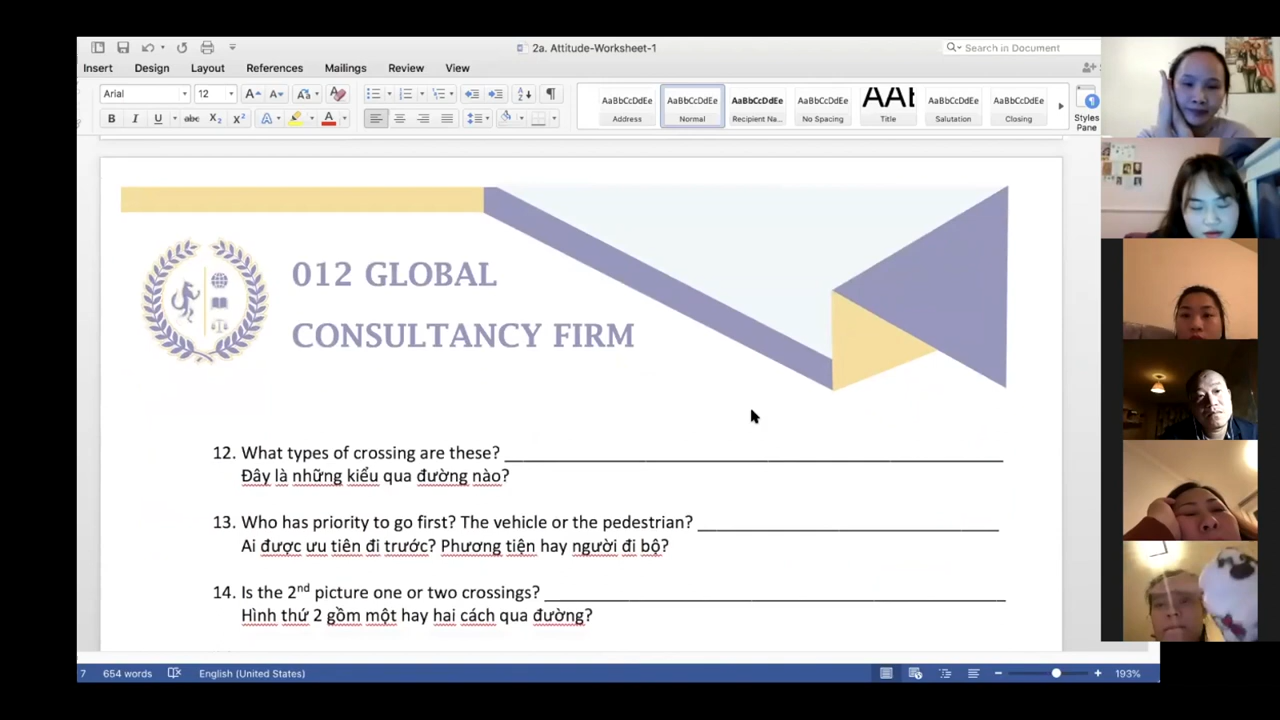 2a. Attitude-Worksheet-1
Search in Document
Insert Design Layout References Mailings Review View
Arial 12
AaBbCcDdEe AaBbCcDdEe AaBbCcDdEe AaBbCcDdEe AaBbCcDdEe AaBbCcDdEe
Address Normal Recipient Na... No Spacing Title Salutation Closing
Styles
Pane
012 GLOBAL
CONSULTANCY FIRM
12. What types of crossing are these?
Đây là những kiểu qua đường nào?
13. Who has priority to go first? The vehicle or the pedestrian?
Ai được ưu tiên đi trước? Phương tiện hay người đi bộ?
14. Is the 2nd picture one or two crossings?
Hình thứ 2 gồm một hay hai cách qua đường?
7 654 words English (United States) 193%